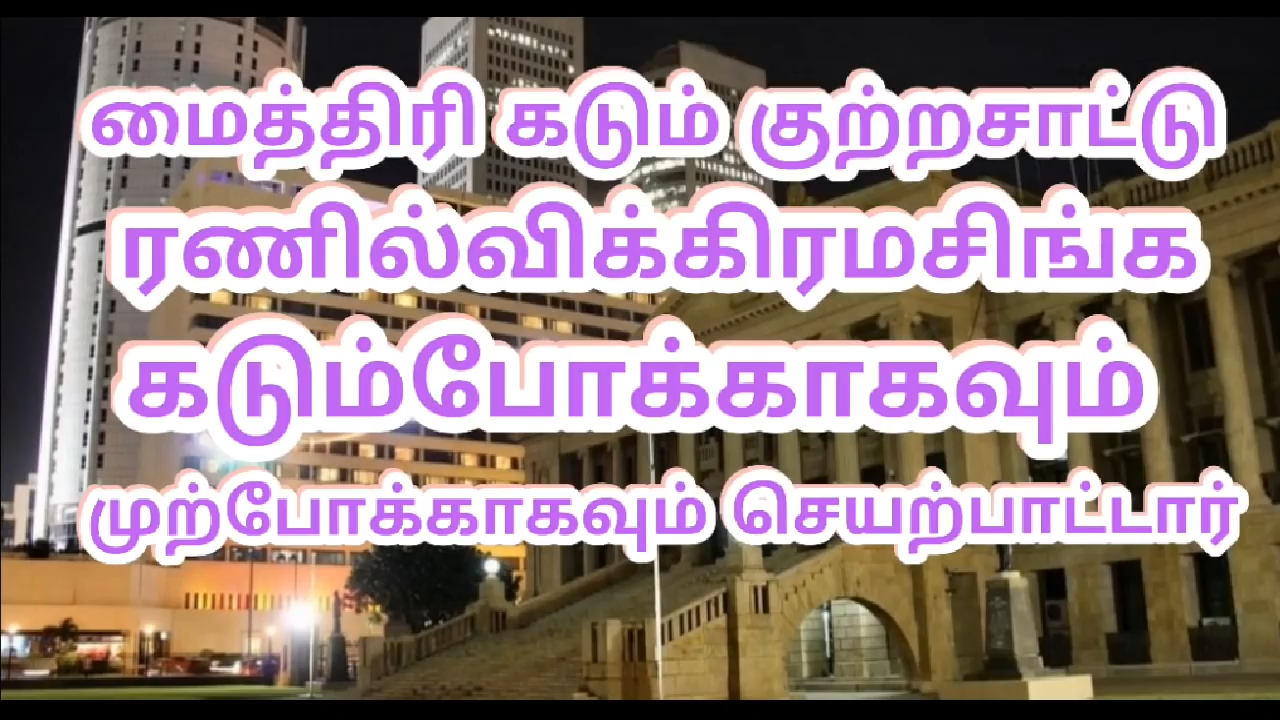 மைத்திரி கடும் குற்றசாட்டு
ரணில்விக்கிரமசிங்க
கடும்போக்காகவும்
முற்போக்காகவும் செயற்பாட்டார்